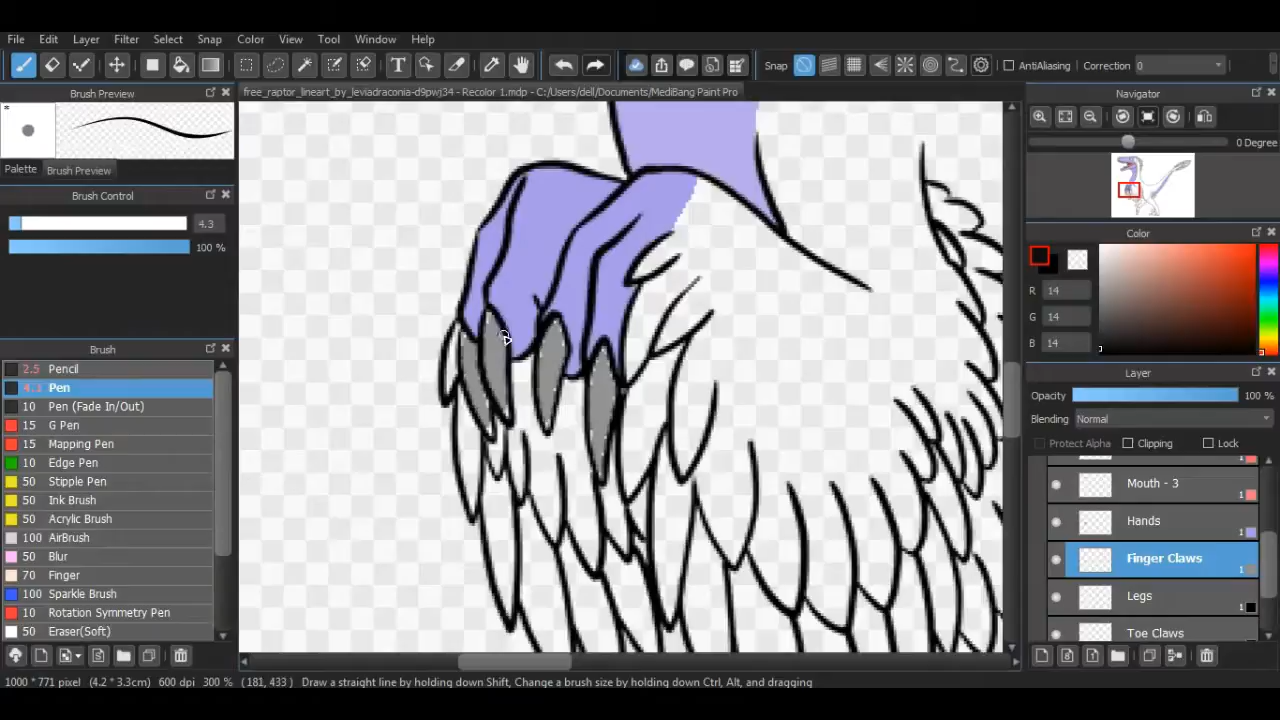 File Edit Layer Filter Select Snap Color View Tool Window Help
Snap AntiAliasing Correction 0
Brush Preview
free_raptor_lineart_by_leviadraconia-d9pwj34 - Recolor 1.mdp - C:/Users/dell/Documents/MediBang Paint Pro
Navigator
*
0 Degree
Palette Brush Preview
Brush Control
4.3
100 %
Color
R 14
G 14
B 14
Brush
2.5 Pencil
4.3 Pen
10 Pen (Fade In/Out)
15 G Pen
15 Mapping Pen
10 Edge Pen
50 Stipple Pen
50 Ink Brush
50 Acrylic Brush
100 AirBrush
50 Blur
70 Finger
100 Sparkle Brush
10 Rotation Symmetry Pen
50 Eraser(Soft)
Layer
Opacity 100 %
Blending Normal
Protect Alpha Clipping Lock
1
Mouth - 3
1
Hands
1
Finger Claws
1
Legs
1
Toe Claws
8 1
1000 * 771 pixel (4.2 * 3.3cm) 600 dpi 300 % ( 181, 433 ) Draw a straight line by holding down Shift, Change a brush size by holding down Ctrl, Alt, and dragging